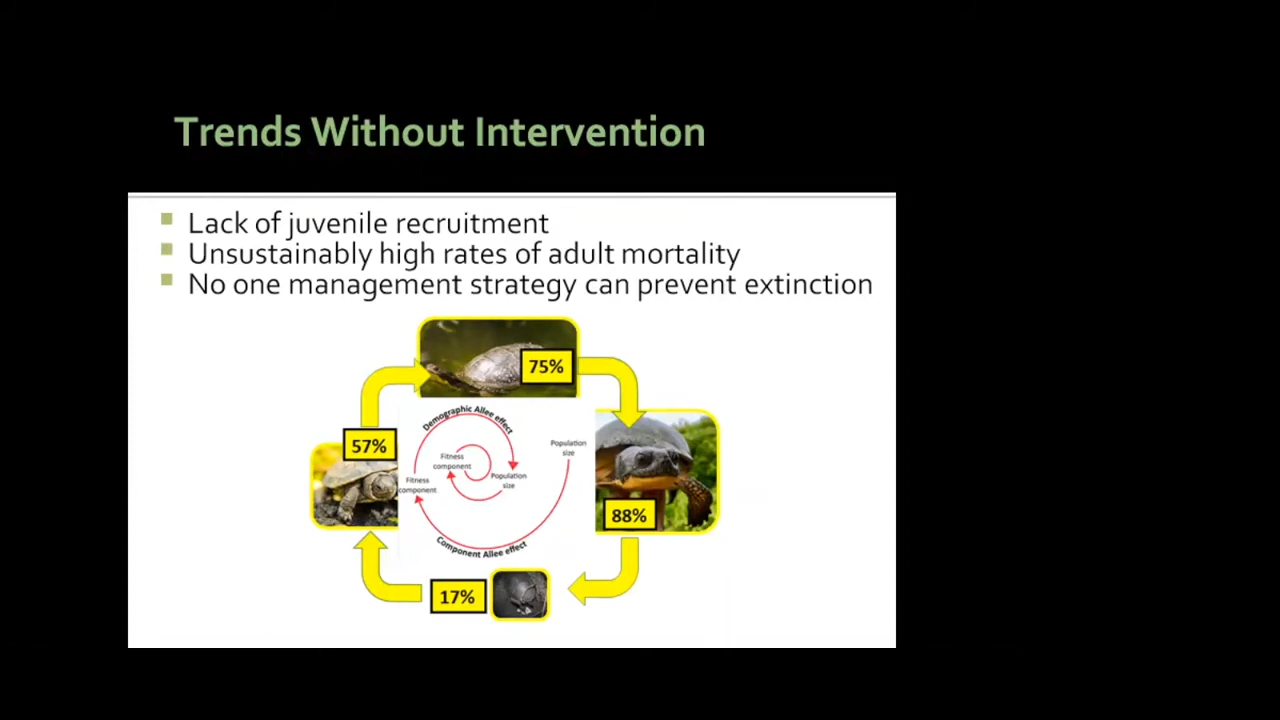 Trends Without Intervention
Lack of juvenile recruitment
Unsustainably high rates of adult mortality
No one management strategy can prevent extinction
75%
57%
Demographic Allee effect
Population
size
Fitness
component
Fitness
component
Population
size
Component Allee effect
88%
17%